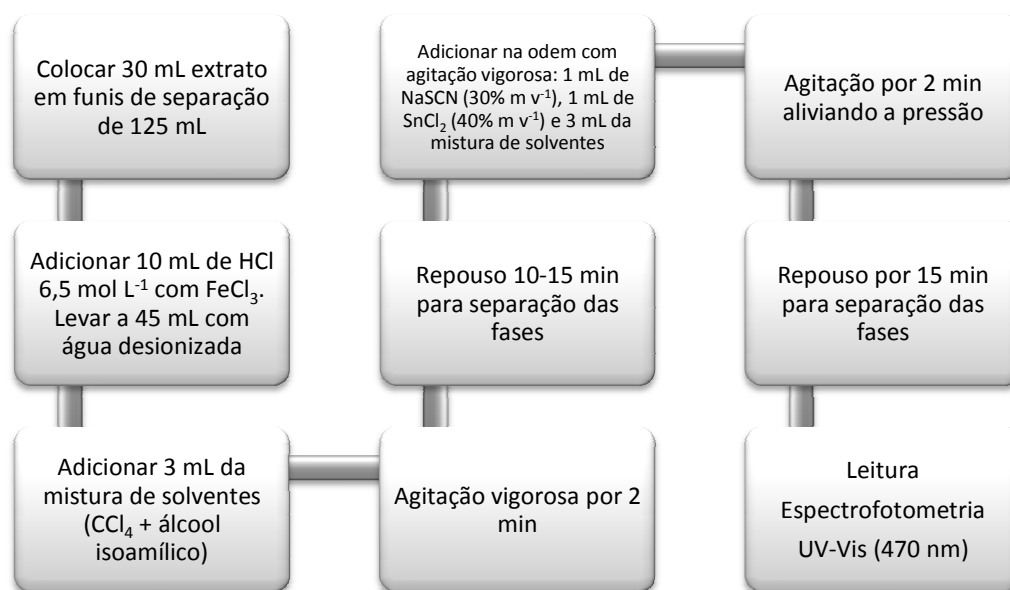 Colocar 30 mL extrato
em funis de separação
de 125 mL
Adicionar 10 mL de HCl
6,5 mol L⁻¹ com FeCl₃.
Levar a 45 mL com
água desionizada
Adicionar 3 mL da
mistura de solventes
(CCl₄ + álcool
isoamílico)
Agitação vigorosa por 2
min
Repouso 10-15 min
para separação das
fases
Adicionar na odem com
agitação vigorosa: 1 mL de
NaSCN (30% m v⁻¹), 1 mL de
SnCl₂ (40% m v⁻¹) e 3 mL da
mistura de solventes
Agitação por 2 min
aliviando a pressão
Repouso por 15 min
para separação das
fases
Leitura
Espectrofotometria
UV-Vis (470 nm)